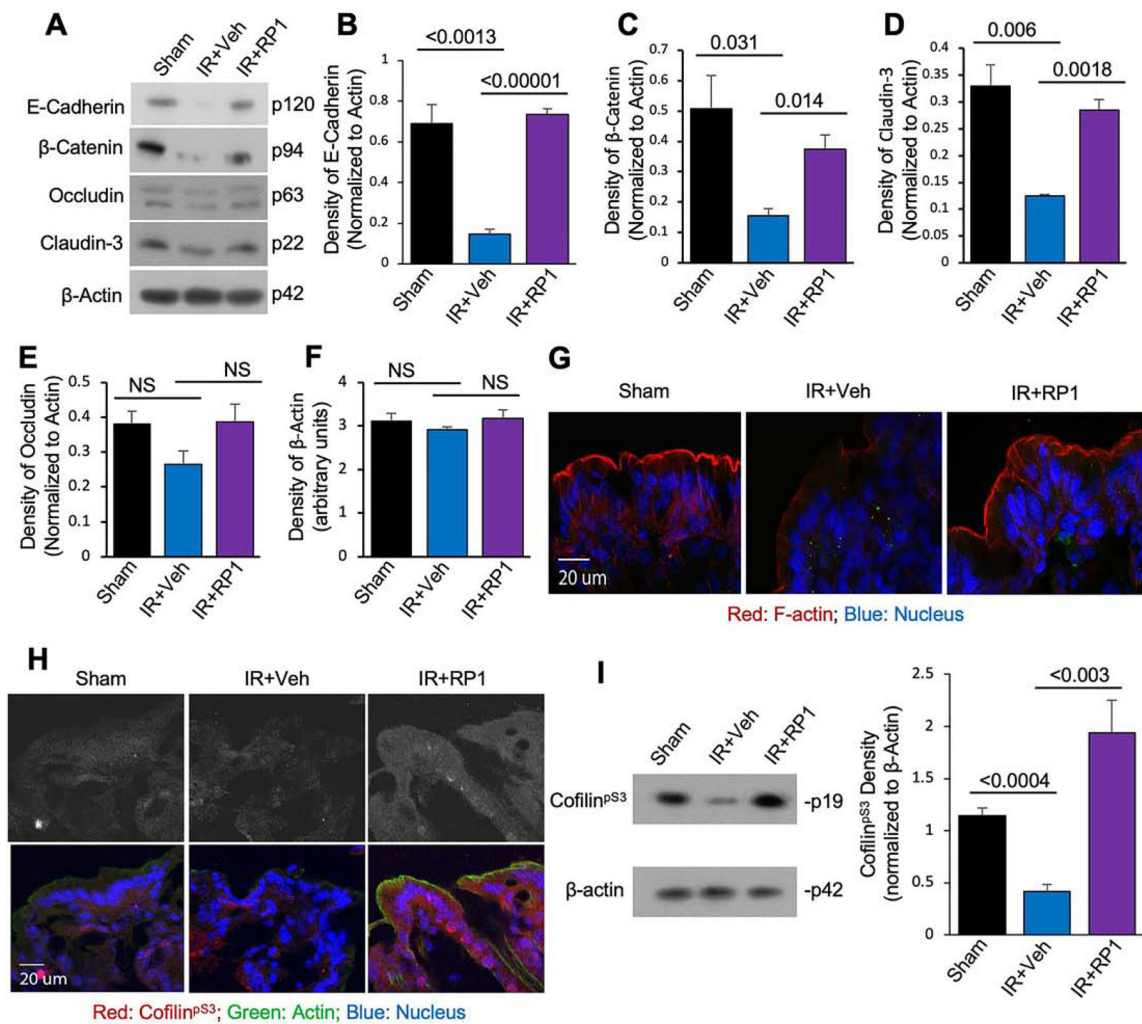 A
Sham
IR+Veh
IR+RP1
E-Cadherin
p120
β-Catenin
p94
Occludin
p63
Claudin-3
p22
β-Actin
p42
B
<0.0013
<0.00001
Density of E-Cadherin
(Normalized to Actin)
1
0.8
0.6
0.4
0.2
0
Sham
IR+Veh
IR+RP1
C
0.031
0.014
Density of β-Catenin
(Normalized to Actin)
0.7
0.6
0.5
0.4
0.3
0.2
0.1
0
Sham
IR+Veh
IR+RP1
D
0.006
0.0018
Density of Claudin-3
(Normalized to Actin)
0.4
0.35
0.3
0.25
0.2
0.15
0.1
0.05
0
Sham
IR+Veh
IR+RP1
E
NS
NS
Density of Occludin
(Normalized to Actin)
0.5
0.4
0.3
0.2
0.1
0
Sham
IR+Veh
IR+RP1
F
NS
NS
Density of β-Actin
(arbitrary units)
4
3
2
1
0
Sham
IR+Veh
IR+RP1
G
Sham
IR+Veh
IR+RP1
20 um
Red: F-actin; Blue: Nucleus
H
Sham
IR+Veh
IR+RP1
20 um
Red: Cofilinᵖˢ³; Green: Actin; Blue: Nucleus
I
Sham
IR+Veh
IR+RP1
Cofilinᵖˢ³
-p19
β-actin
-p42
<0.003
<0.0004
Cofilinᵖˢ³ Density
(normalized to β-Actin)
2.5
2
1.5
1
0.5
0
Sham
IR+Veh
IR+RP1